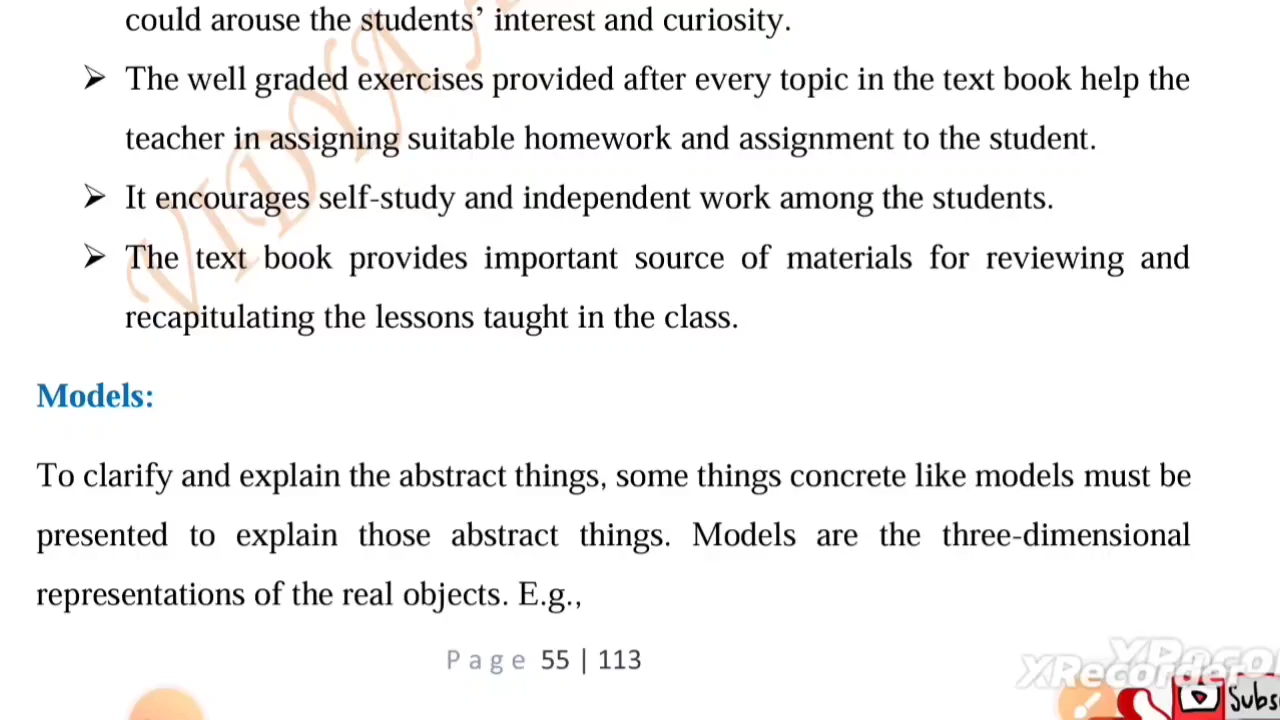 could arouse the students’ interest and curiosity.
➢ The well graded exercises provided after every topic in the text book help the
teacher in assigning suitable homework and assignment to the student.
➢ It encourages self-study and independent work among the students.
➢ The text book provides important source of materials for reviewing and
recapitulating the lessons taught in the class.
Models:
To clarify and explain the abstract things, some things concrete like models must be
presented to explain those abstract things. Models are the three-dimensional
representations of the real objects. E.g.,
Page 55 | 113
XRecorder
Subs
VIDYA